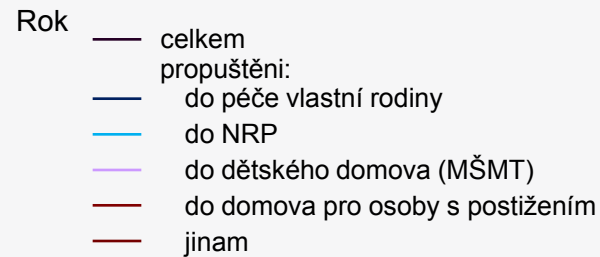 Rok
celkem
propuštěni:
do péče vlastní rodiny
do NRP
do dětského domova (MŠMT)
do domova pro osoby s postižením
jinam